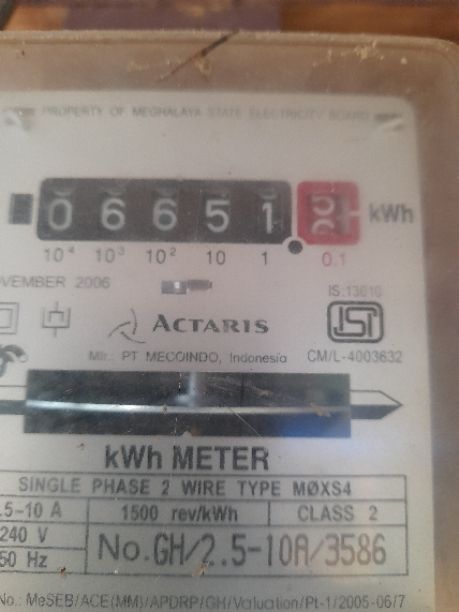 PROPERTY OF MEGHALAYA STATE ELECTRICITY BOARD
06651 kWh
10⁴ 10³ 10² 10 1 0.1
OVEMBER 2006 IS:13010
ACTARIS ISI
Mfr.: PT MECOINDO, Indonesia CM/L-4003632
kWh METER
SINGLE PHASE 2 WIRE TYPE MØXS4
.5-10 A 1500 rev/kWh CLASS 2
240 V No.GH/2.5-10A/3586
50 Hz
No.: MeSEB/ACE(MM)/APDRP/GH/Valuation/Pt-1/2005-06/7